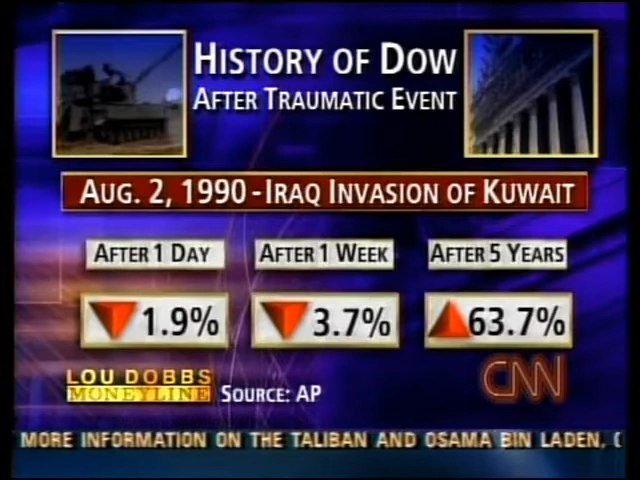 HISTORY OF DOW
AFTER TRAUMATIC EVENT
AUG. 2, 1990 - IRAQ INVASION OF KUWAIT
AFTER 1 DAY
AFTER 1 WEEK
AFTER 5 YEARS
1.9%
3.7%
63.7%
LOU DOBBS
MONEYLINE
SOURCE: AP
CNN
MORE INFORMATION ON THE TALIBAN AND OSAMA BIN LADEN,